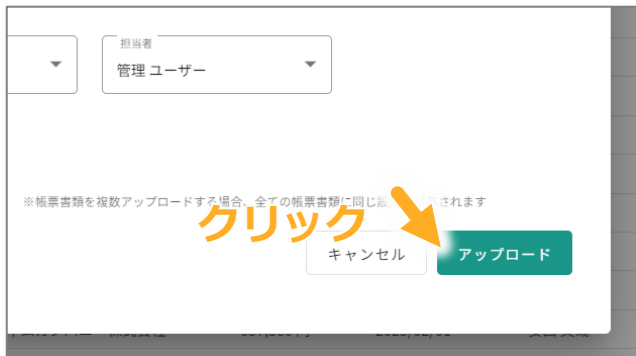 担当者
管理 ユーザー
※帳票書類を複数アップロードする場合、全ての帳票書類に同じ設
されます
クリック
キャンセル
アップロード